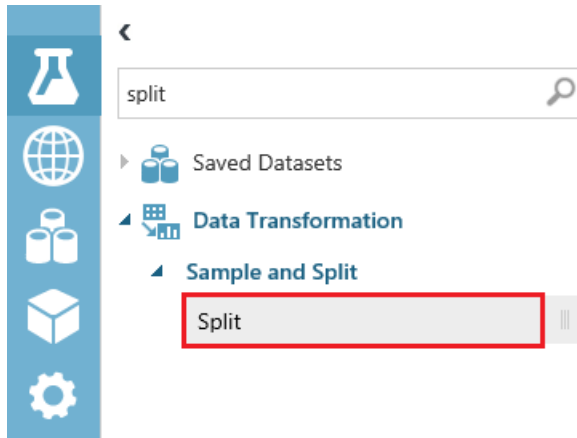 split
Saved Datasets
Data Transformation
Sample and Split
Split